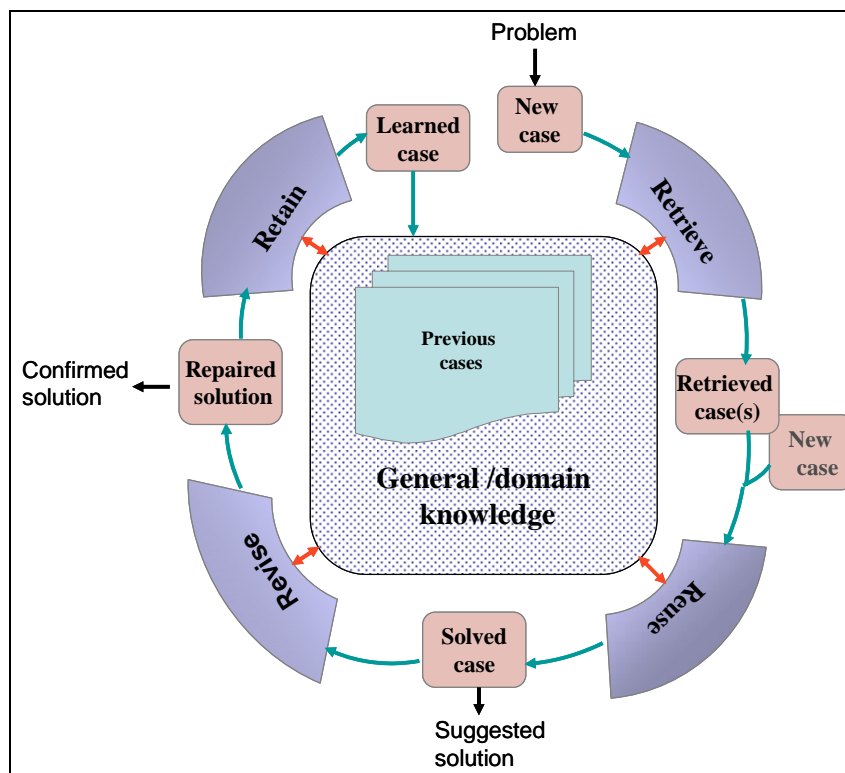 Problem
New
case
Learned
case
Retain
Retrieve
Previous
cases
Confirmed
solution
Repaired
solution
Retrieved
case(s)
New
case
General /domain
knowledge
Revise
Reuse
Solved
case
Suggested
solution